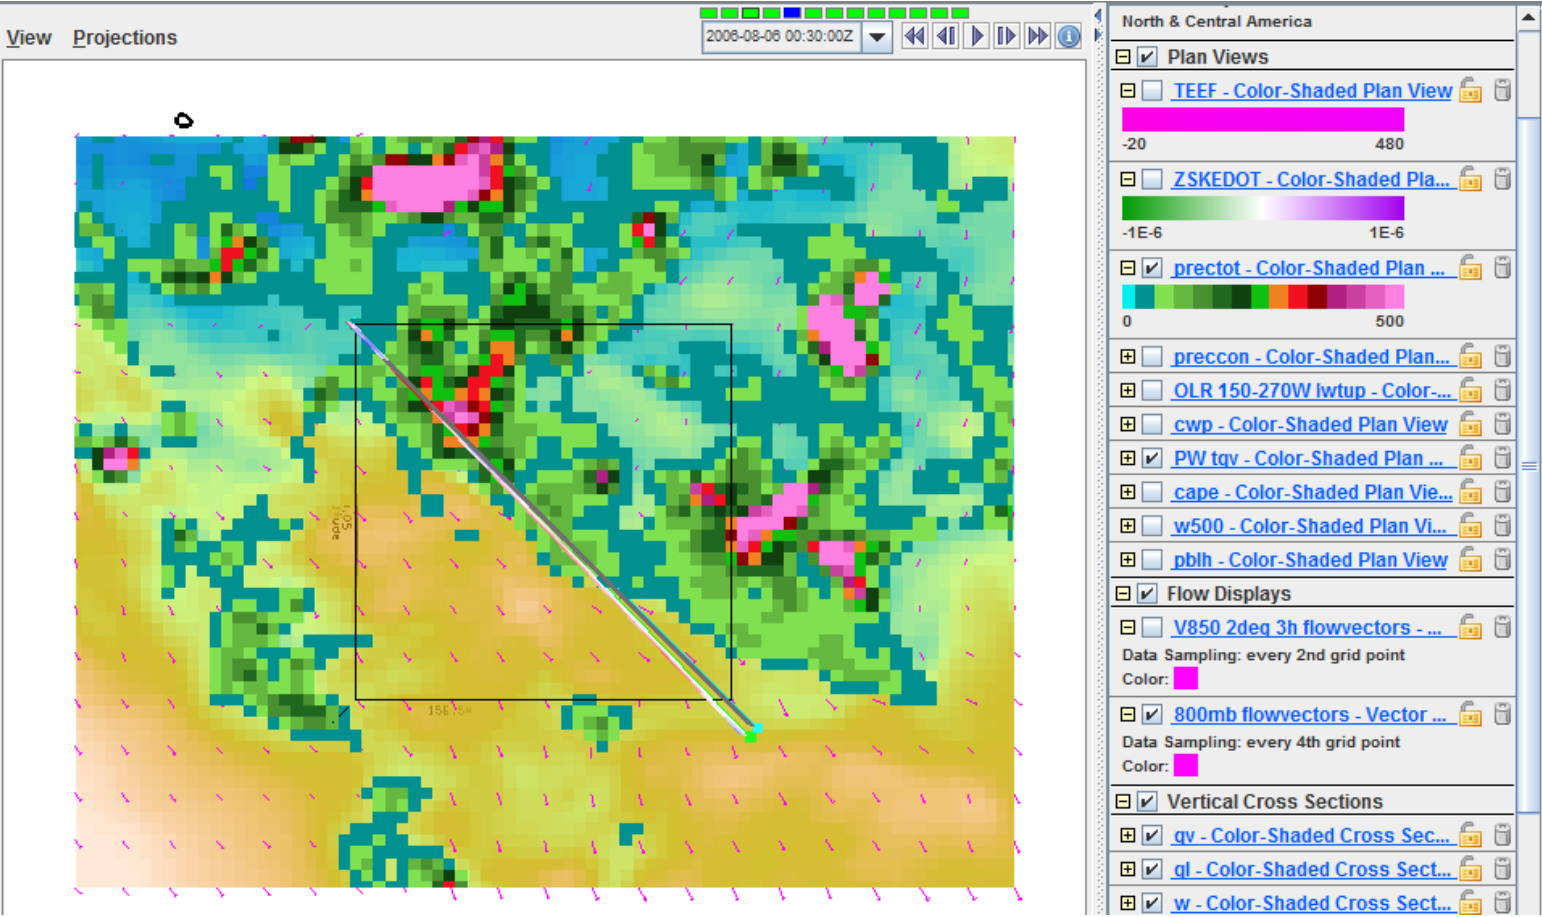 North & Central America
View Projections
2006-08-06 00:30:00Z
Plan Views
TEEF - Color-Shaded Plan View
-20 480
ZSKEDOT - Color-Shaded Pla...
-1E-6 1E-6
prectot - Color-Shaded Plan ...
0 500
preccon - Color-Shaded Plan...
OLR 150-270W lwtup - Color-...
cwp - Color-Shaded Plan View
PW tqv - Color-Shaded Plan ...
cape - Color-Shaded Plan Vie...
w500 - Color-Shaded Plan Vi...
pblh - Color-Shaded Plan View
Flow Displays
V850 2deg 3h flowvectors - ...
Data Sampling: every 2nd grid point
Color:
800mb flowvectors - Vector ...
Data Sampling: every 4th grid point
Color:
Vertical Cross Sections
qv - Color-Shaded Cross Sec...
ql - Color-Shaded Cross Sect...
w - Color-Shaded Cross Sect...